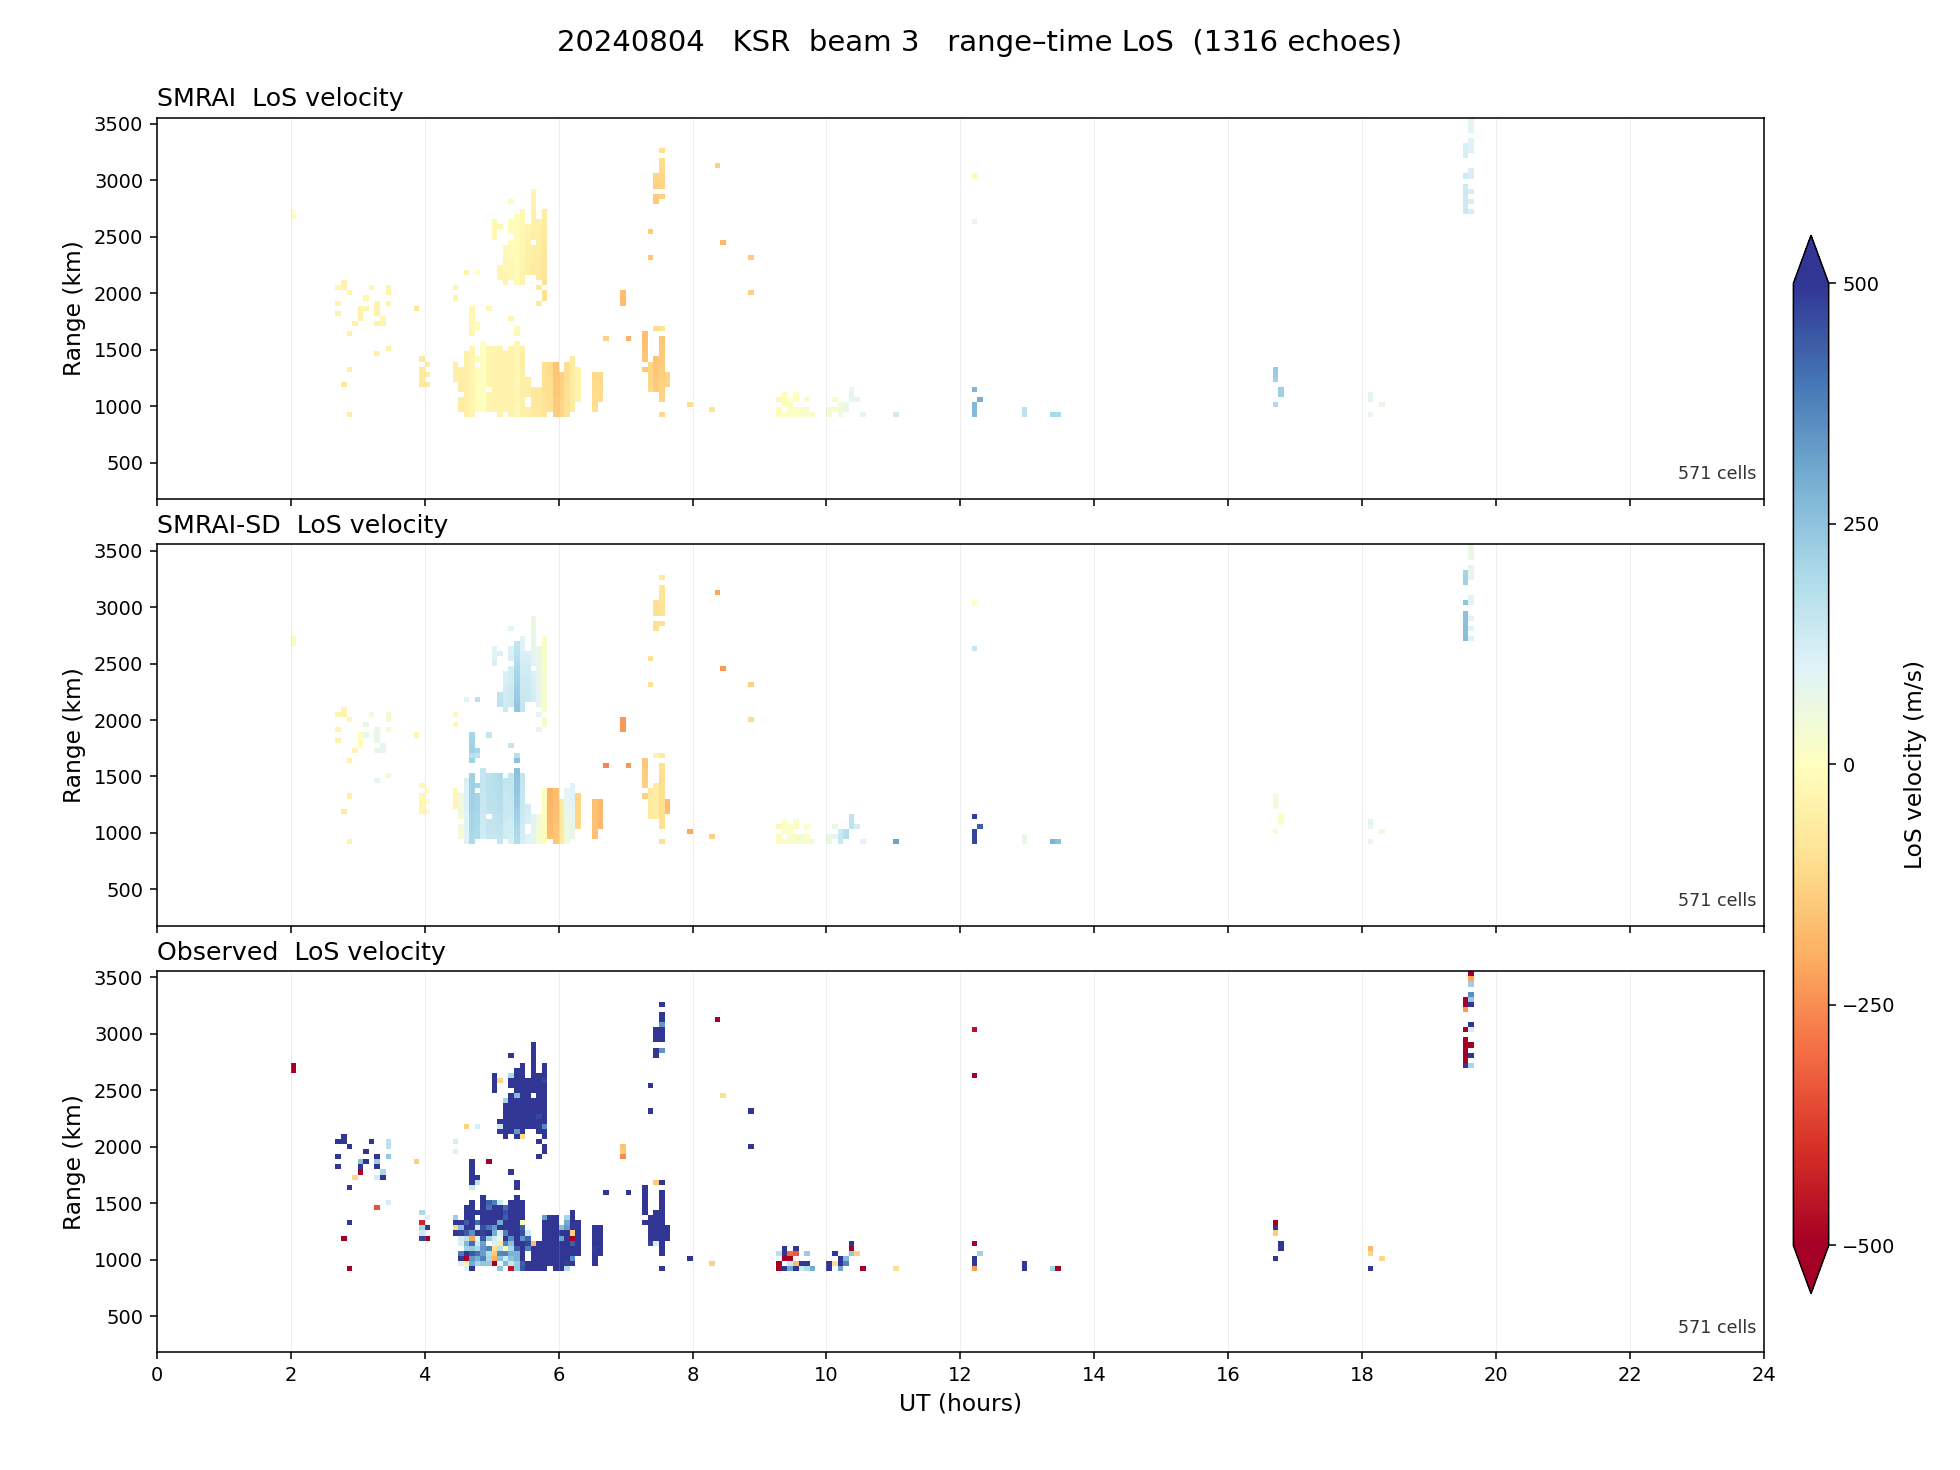 20240804   KSR  beam 3   range–time LoS  (1316 echoes)
SMRAI  LoS velocity
3500
3000
2500
2000
1500
1000
500
Range (km)
571 cells
SMRAI-SD  LoS velocity
3500
3000
2500
2000
1500
1000
500
Range (km)
571 cells
Observed  LoS velocity
3500
3000
2500
2000
1500
1000
500
Range (km)
571 cells
0 2 4 6 8 10 12 14 16 18 20 22 24
UT (hours)
500
250
0
−250
−500
LoS velocity (m/s)